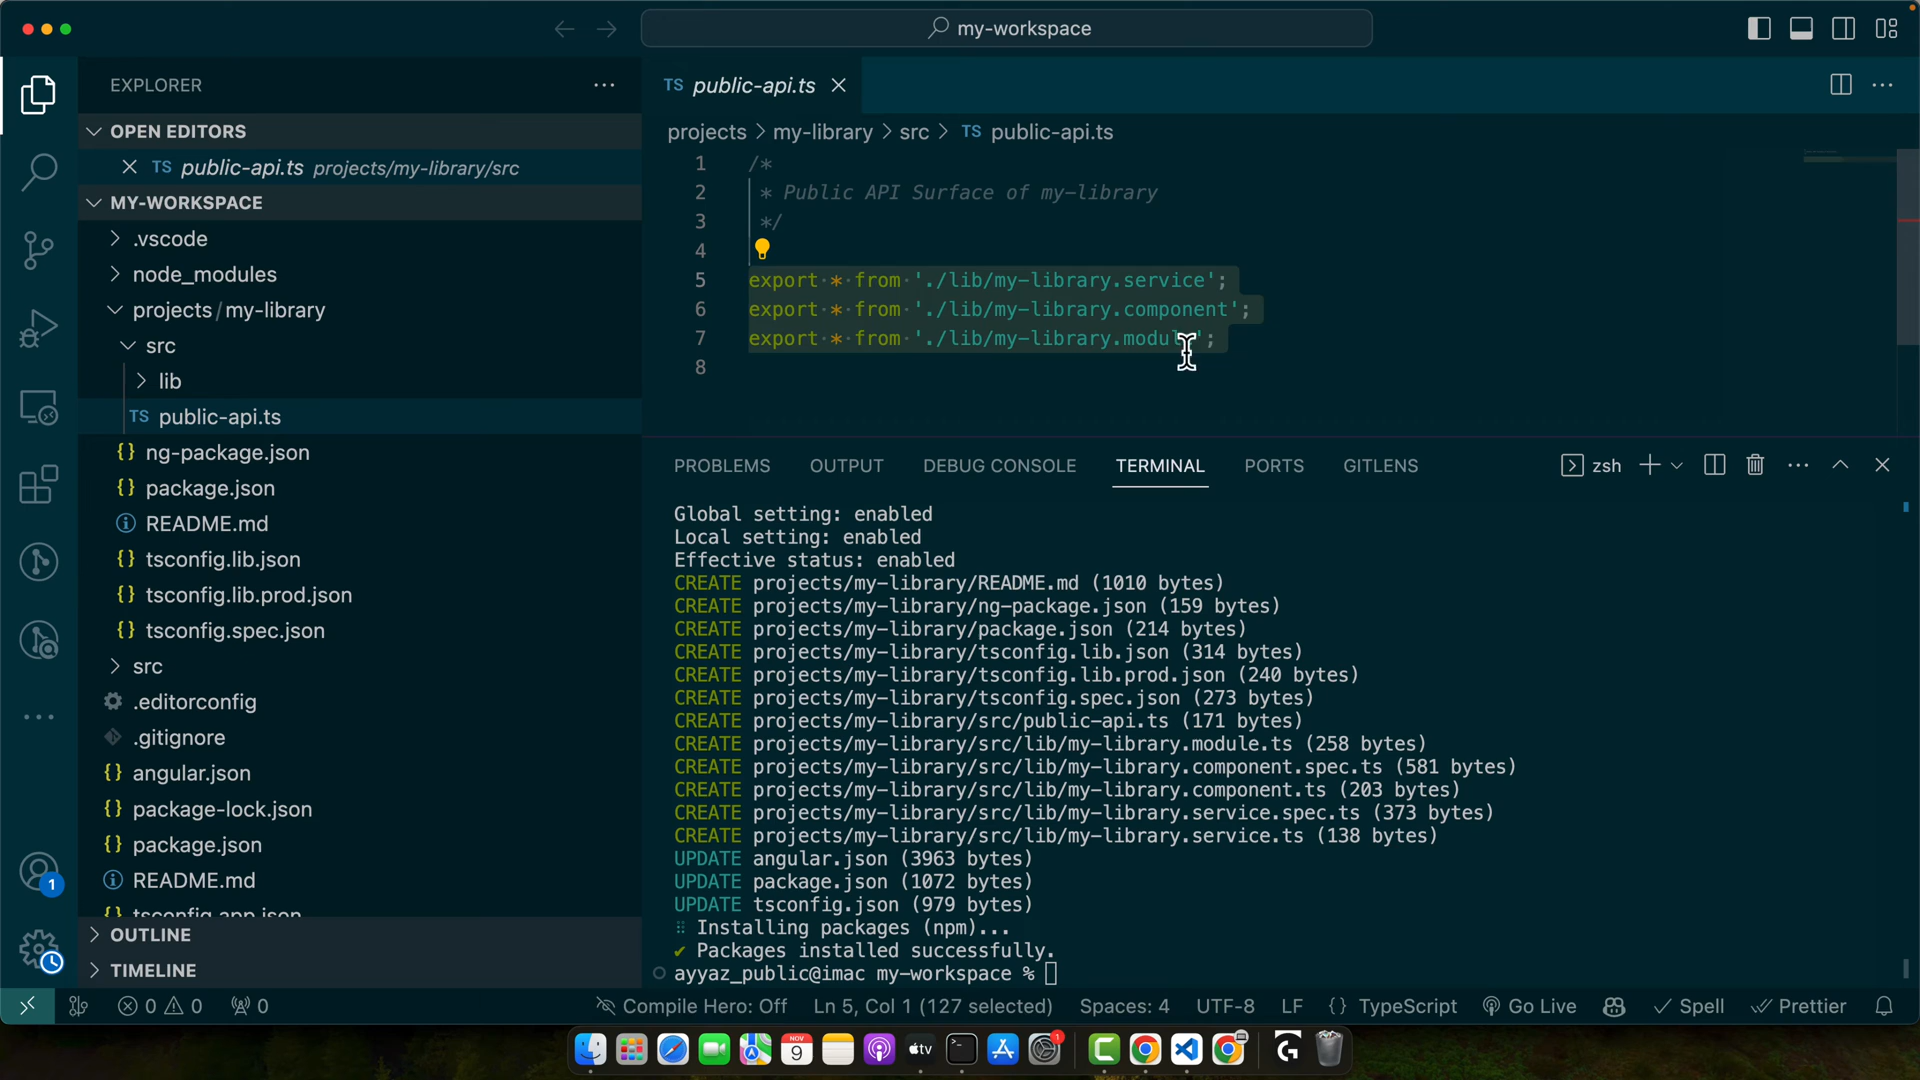 my-workspace
EXPLORER
OPEN EDITORS
TS public-api.ts projects/my-library/src
MY-WORKSPACE
.vscode
node_modules
projects / my-library
src
lib
TS public-api.ts
{} ng-package.json
{} package.json
README.md
{} tsconfig.lib.json
{} tsconfig.lib.prod.json
{} tsconfig.spec.json
src
.editorconfig
.gitignore
{} angular.json
{} package-lock.json
{} package.json
README.md
tsconfig.app.json
OUTLINE
TIMELINE
1
TS public-api.ts
projects > my-library > src > TS public-api.ts
1 /*
2 * Public API Surface of my-library
3 */
4
5 export * from './lib/my-library.service';
6 export * from './lib/my-library.component';
7 export * from './lib/my-library.module';
8
PROBLEMS OUTPUT DEBUG CONSOLE TERMINAL PORTS GITLENS zsh
Global setting: enabled
Local setting: enabled
Effective status: enabled
CREATE projects/my-library/README.md (1010 bytes)
CREATE projects/my-library/ng-package.json (159 bytes)
CREATE projects/my-library/package.json (214 bytes)
CREATE projects/my-library/tsconfig.lib.json (314 bytes)
CREATE projects/my-library/tsconfig.lib.prod.json (240 bytes)
CREATE projects/my-library/tsconfig.spec.json (273 bytes)
CREATE projects/my-library/src/public-api.ts (171 bytes)
CREATE projects/my-library/src/lib/my-library.module.ts (258 bytes)
CREATE projects/my-library/src/lib/my-library.component.spec.ts (581 bytes)
CREATE projects/my-library/src/lib/my-library.component.ts (203 bytes)
CREATE projects/my-library/src/lib/my-library.service.spec.ts (373 bytes)
CREATE projects/my-library/src/lib/my-library.service.ts (138 bytes)
UPDATE angular.json (3963 bytes)
UPDATE package.json (1072 bytes)
UPDATE tsconfig.json (979 bytes)
Installing packages (npm)...
✔ Packages installed successfully.
ayyaz_public@imac my-workspace %
0 0 0 Compile Hero: Off Ln 5, Col 1 (127 selected) Spaces: 4 UTF-8 LF {} TypeScript Go Live Spell Prettier
NOV
9
tv
1